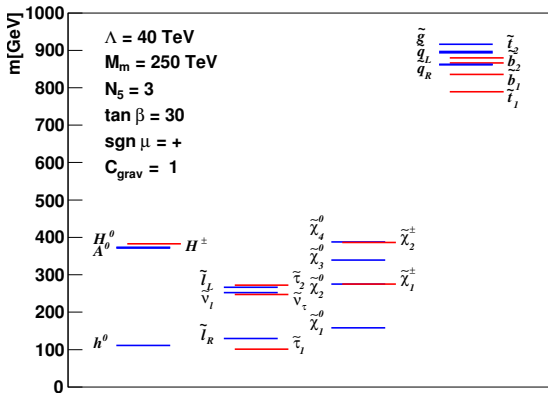 m[GeV]
1000
900
800
700
600
500
400
300
200
100
0
Λ = 40 TeV
M_m = 250 TeV
N_5 = 3
tan β = 30
sgn μ = +
C_grav = 1
H^0
A^0
H^±
h^0
l̃_L
ν̃_l
l̃_R
τ̃_2
ν̃_τ
τ̃_1
χ̃_4^0
χ̃_3^0
χ̃_2^0
χ̃_1^0
χ̃_2^±
χ̃_1^±
g̃
q̃_L
q̃_R
t̃_2
b̃_2
b̃_1
t̃_1